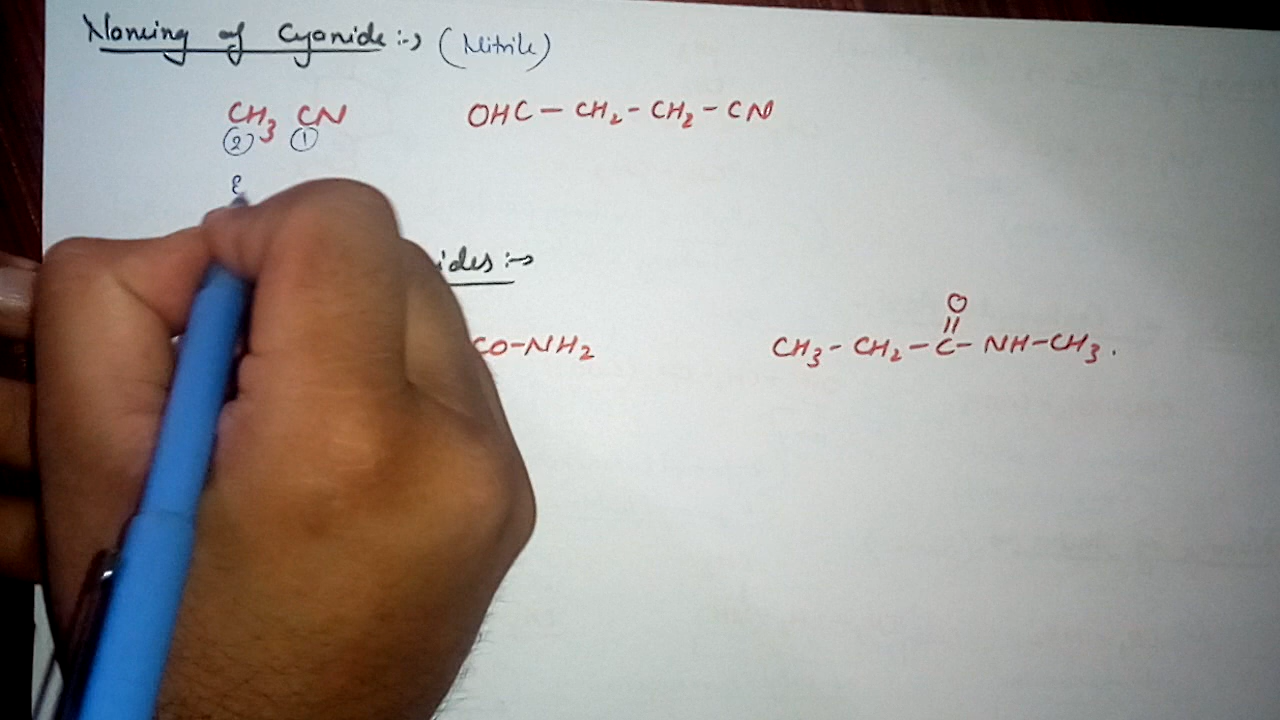 Naming of Cyanide :→ (Nitrile)
CH₃ CN OHC — CH₂ - CH₂ - CN
② ①
ides :→
O
||
CO-NH₂ CH₃ - CH₂ - C - NH-CH₃.